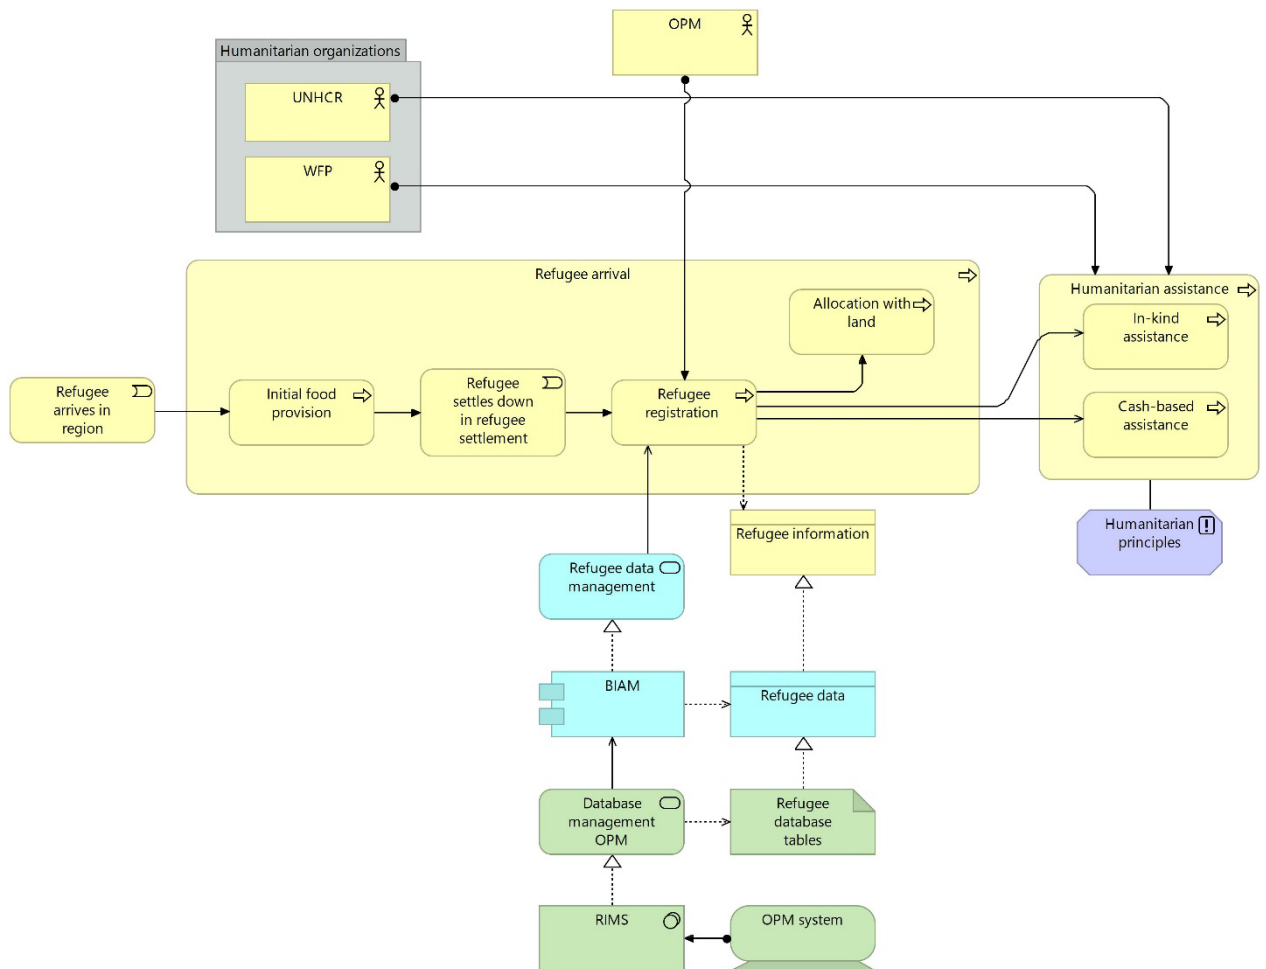 OPM
Humanitarian organizations
UNHCR
WFP
Refugee arrival
Allocation with
land
Humanitarian assistance
In-kind
assistance
Refugee
arrives in
region
Initial food
provision
Refugee
settles down
in refugee
settlement
Refugee
registration
Cash-based
assistance
Refugee information
Humanitarian
principles
Refugee data
management
BIAM
Refugee data
Database
management
OPM
Refugee
database
tables
RIMS
OPM system